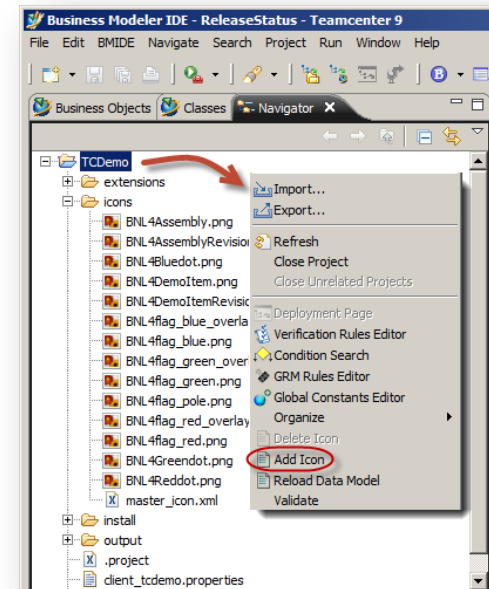 Business Modeler IDE - ReleaseStatus - Teamcenter 9
File Edit BMIDE Navigate Search Project Run Window Help
Business Objects Classes Navigator
TCDemo
extensions
icons
BNL4Assembly.png
BNL4AssemblyRevision
BNL4Bluedot.png
BNL4DemoItem.png
BNL4DemoItemRevisio
BNL4flag_blue_overla
BNL4flag_blue.png
BNL4flag_green_over
BNL4flag_green.png
BNL4flag_pole.png
BNL4flag_red_overlay
BNL4flag_red.png
BNL4Greendot.png
BNL4Reddot.png
master_icon.xml
install
output
.project
client_tcdemo.properties
Import...
Export...
Refresh
Close Project
Close Unrelated Projects
Deployment Page
Verification Rules Editor
Condition Search
GRM Rules Editor
Global Constants Editor
Organize
Delete Icon
Add Icon
Reload Data Model
Validate